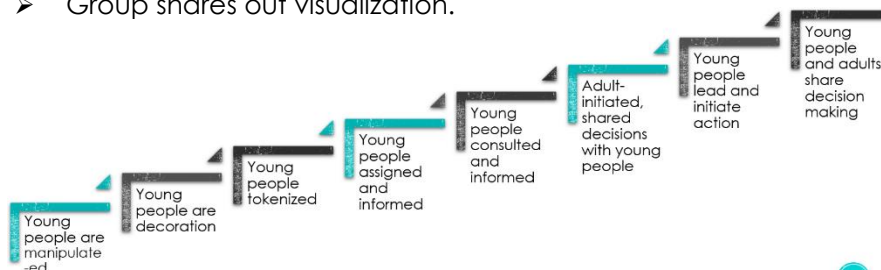 ➤ Group shares out visualization.
Young
people are
manipulate
-ed
Young
people are
decoration
Young
people
tokenized
Young
people
assigned
and
informed
Young
people
consulted
and
informed
Adult-
initiated,
shared
decisions
with young
people
Young
people
lead and
initiate
action
Young
people
and adults
share
decision
making